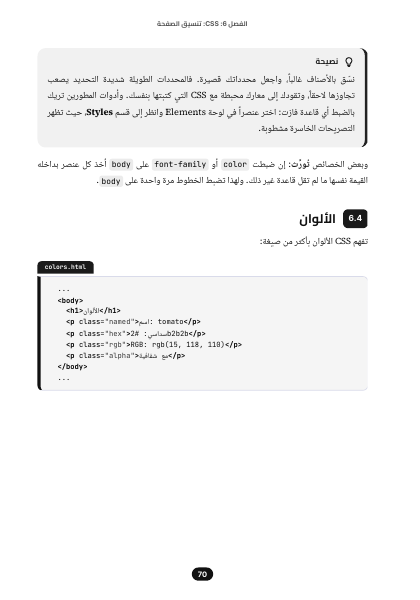 الفصل 6: CSS: تنسيق الصفحة
نصيحة
نسّق بالأصناف غالباً، واجعل محدداتك قصيرة. فالمحددات الطويلة شديدة التحديد يصعب
تجاوزها لاحقاً، وتقودك إلى معارك محبطة مع CSS التي كتبتها بنفسك. وأدوات المطورين تريك
بالضبط أي قاعدة فازت: اختر عنصراً في لوحة Elements وانظر إلى قسم Styles، حيث تظهر
التصريحات الخاسرة مشطوبة.
وبعض الخصائص تُورَّث: إن ضبطت color أو font-family على body أخذ كل عنصر بداخله
القيمة نفسها ما لم تقل قاعدة غير ذلك. ولهذا تضبط الخطوط مرة واحدة على body.
6.4 الألوان
تفهم CSS الألوان بأكثر من صيغة:
colors.html
...
<body>
<h1>الألوان</h1>
<p class="named">اسم: tomato</p>
<p class="hex">سداسي: #2b2b2b</p>
<p class="rgb">RGB: rgb(15, 118, 110)</p>
<p class="alpha">مع شفافية</p>
</body>
...
70